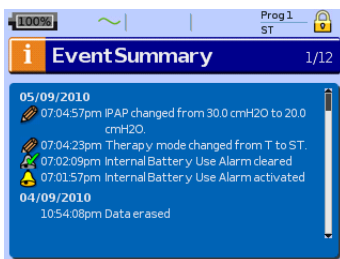 100%
Prog 1
ST
i Event Summary 1/12
05/09/2010
07:04:57pm IPAP changed from 30.0 cmH2O to 20.0
cmH2O.
07:04:23pm Therapy mode changed from T to ST.
07:02:09pm Internal Battery Use Alarm cleared
07:01:57pm Internal Battery Use Alarm activated
04/09/2010
10:54:08pm Data erased